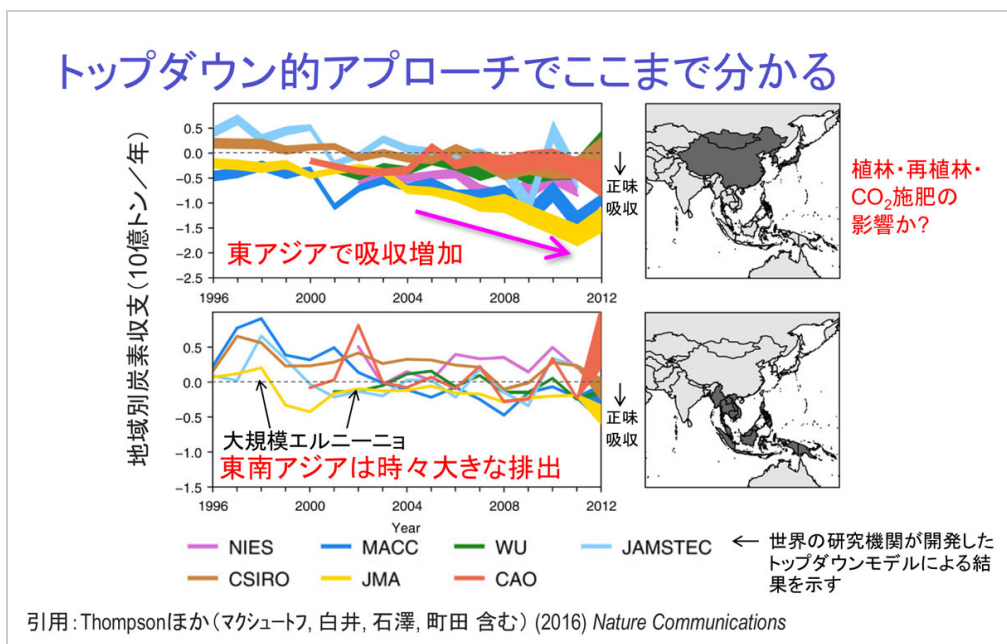 トップダウン的アプローチでここまで分かる
地域別炭素収支(10億トン/年)
0.5
0.0
−0.5
−1.0
−1.5
−2.0
−2.5
東アジアで吸収増加
1996
2000
2004
2008
2012
↓
正味
吸収
植林・再植林・
CO₂施肥の
影響か?
0.5
0.0
−0.5
−1.0
−1.5
大規模エルニーニョ
東南アジアは時々大きな排出
1996
2000
2004
2008
2012
↓
正味
吸収
Year
NIES
MACC
WU
JAMSTEC
CSIRO
JMA
CAO
← 世界の研究機関が開発した
トップダウンモデルによる結
果を示す
引用:Thompsonほか(マクシュートフ, 白井, 石澤, 町田 含む) (2016) Nature Communications